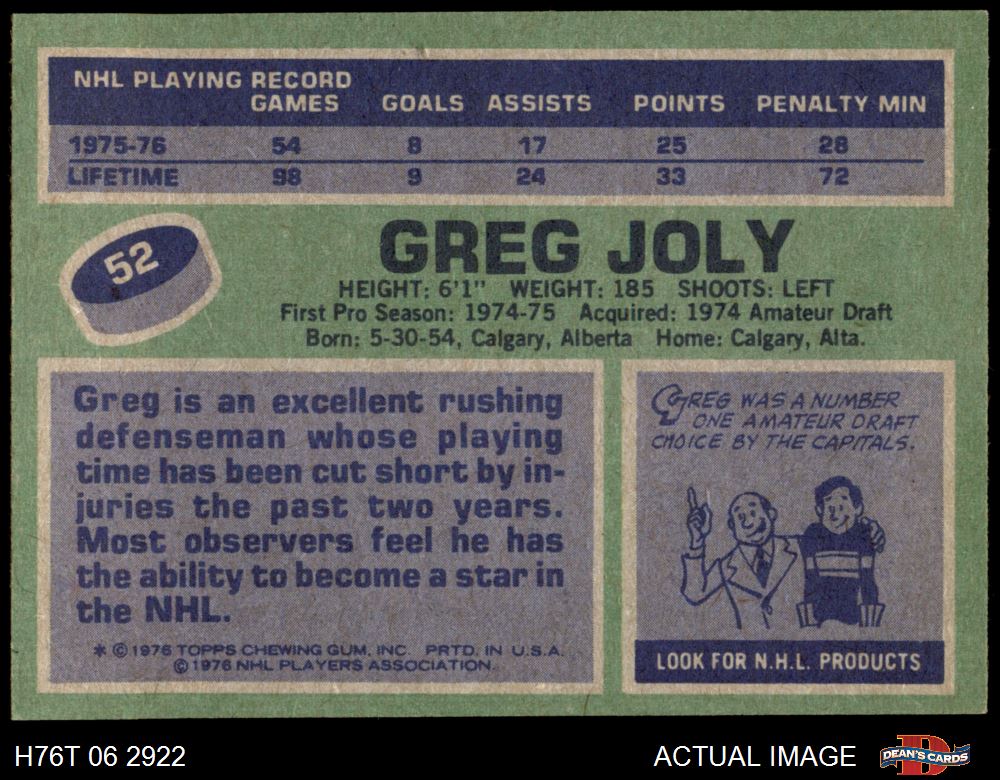 NHL PLAYING RECORD
GAMES GOALS ASSISTS POINTS PENALTY MIN
1975-76 54 8 17 25 28
LIFETIME 98 9 24 33 72
52
GREG JOLY
HEIGHT: 6'1" WEIGHT: 185 SHOOTS: LEFT
First Pro Season: 1974-75 Acquired: 1974 Amateur Draft
Born: 5-30-54, Calgary, Alberta Home: Calgary, Alta.
Greg is an excellent rushing
defenseman whose playing
time has been cut short by in-
juries the past two years.
Most observers feel he has
the ability to become a star in
the NHL.
* © 1976 TOPPS CHEWING GUM, INC. PRTD. IN U.S.A.
© 1976 NHL PLAYERS ASSOCIATION.
GREG WAS A NUMBER
ONE AMATEUR DRAFT
CHOICE BY THE CAPITALS.
LOOK FOR N.H.L. PRODUCTS
H76T 06 2922
ACTUAL IMAGE
D
DEAN'S CARDS